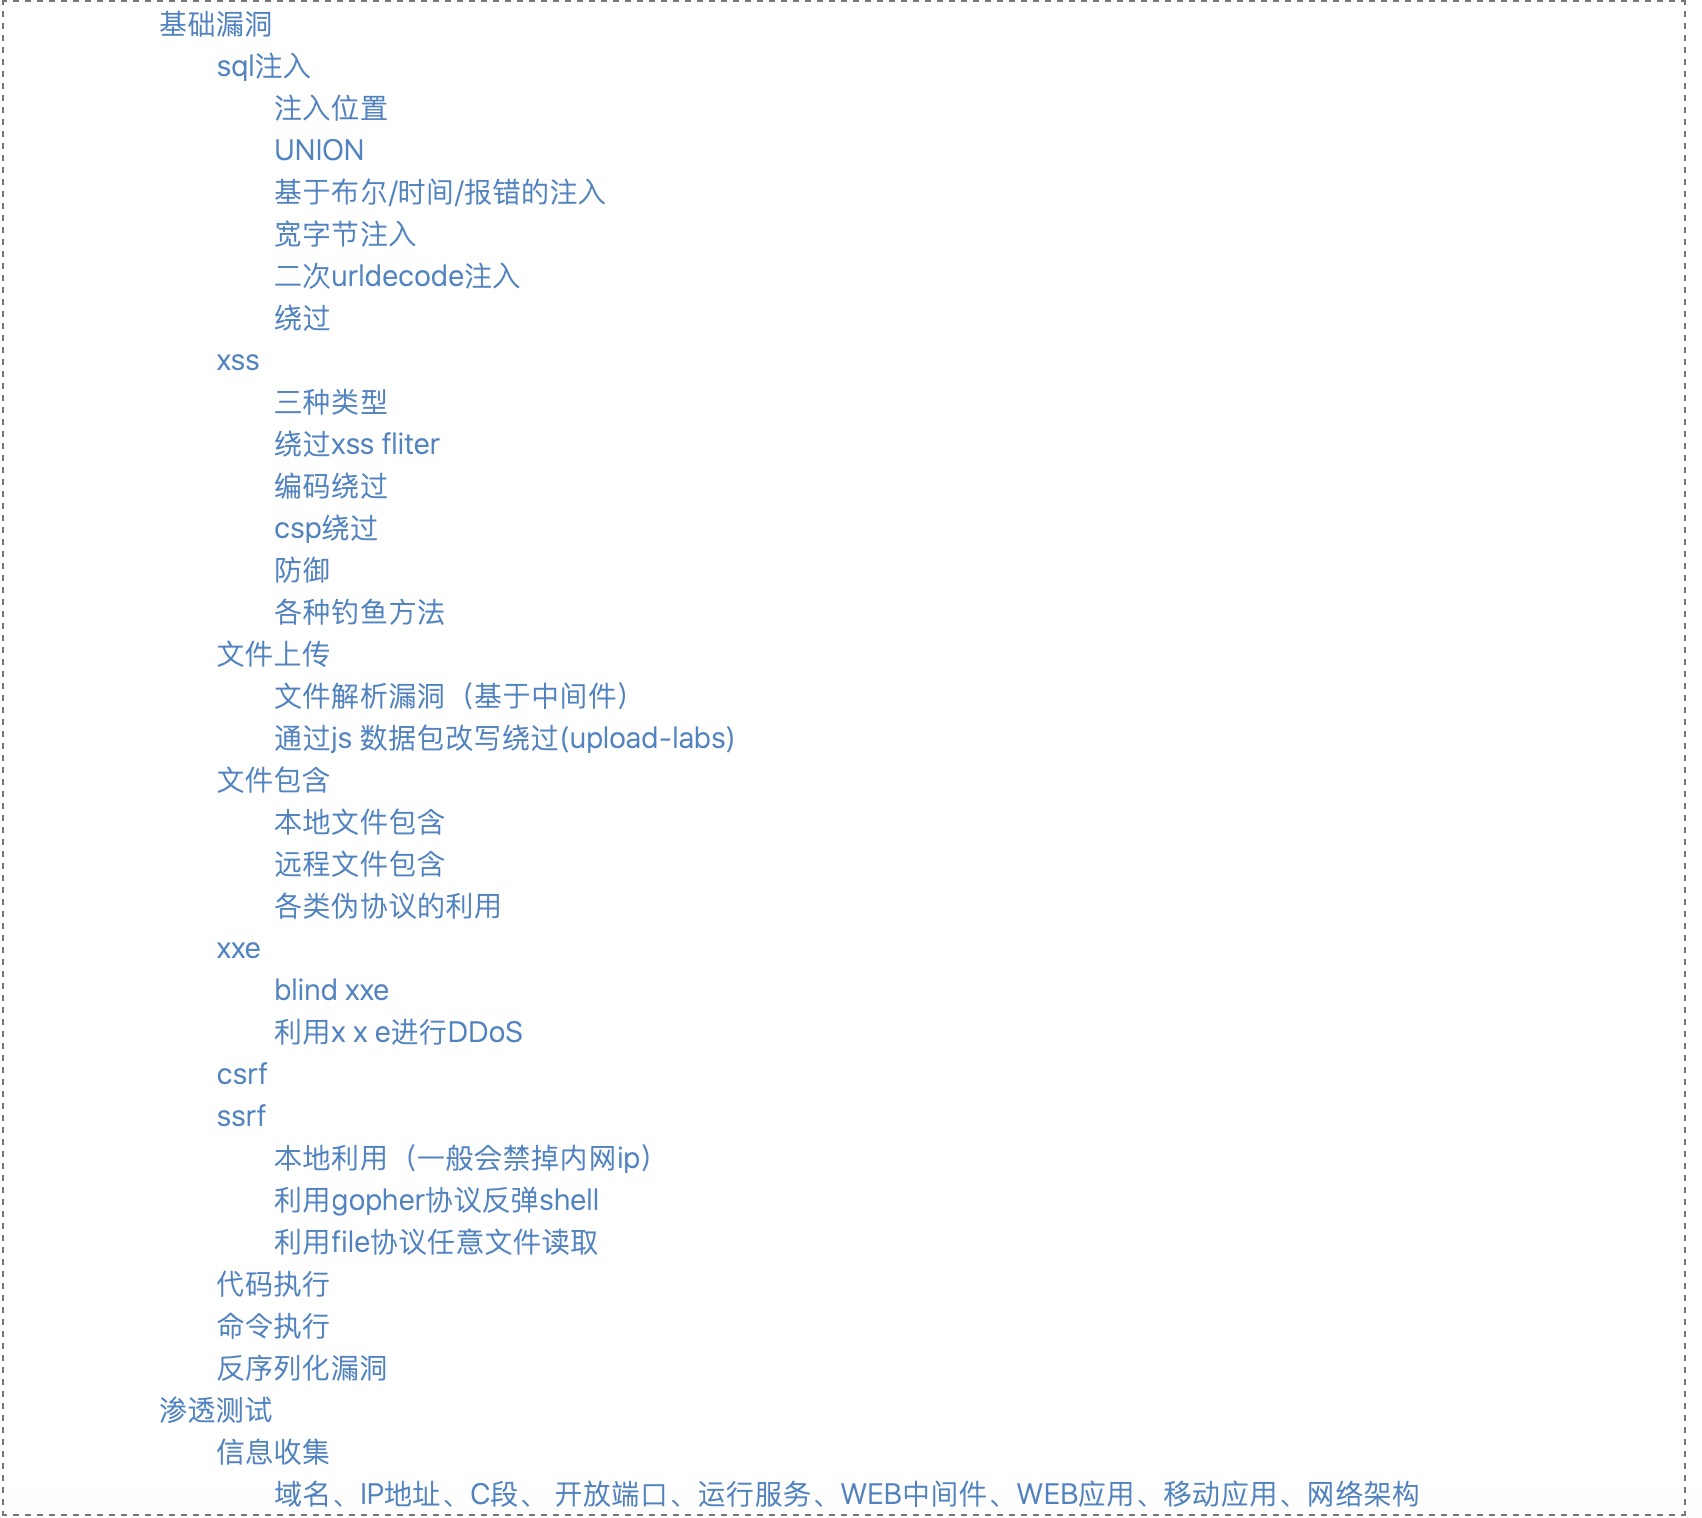 基础漏洞
sql注入
注入位置
UNION
基于布尔/时间/报错的注入
宽字节注入
二次urldecode注入
绕过
xss
三种类型
绕过xss fliter
编码绕过
csp绕过
防御
各种钓鱼方法
文件上传
文件解析漏洞（基于中间件）
通过js 数据包改写绕过(upload-labs)
文件包含
本地文件包含
远程文件包含
各类伪协议的利用
xxe
blind xxe
利用x x e进行DDoS
csrf
ssrf
本地利用（一般会禁掉内网ip）
利用gopher协议反弹shell
利用file协议任意文件读取
代码执行
命令执行
反序列化漏洞
渗透测试
信息收集
域名、IP地址、C段、 开放端口、运行服务、WEB中间件、WEB应用、移动应用、网络架构